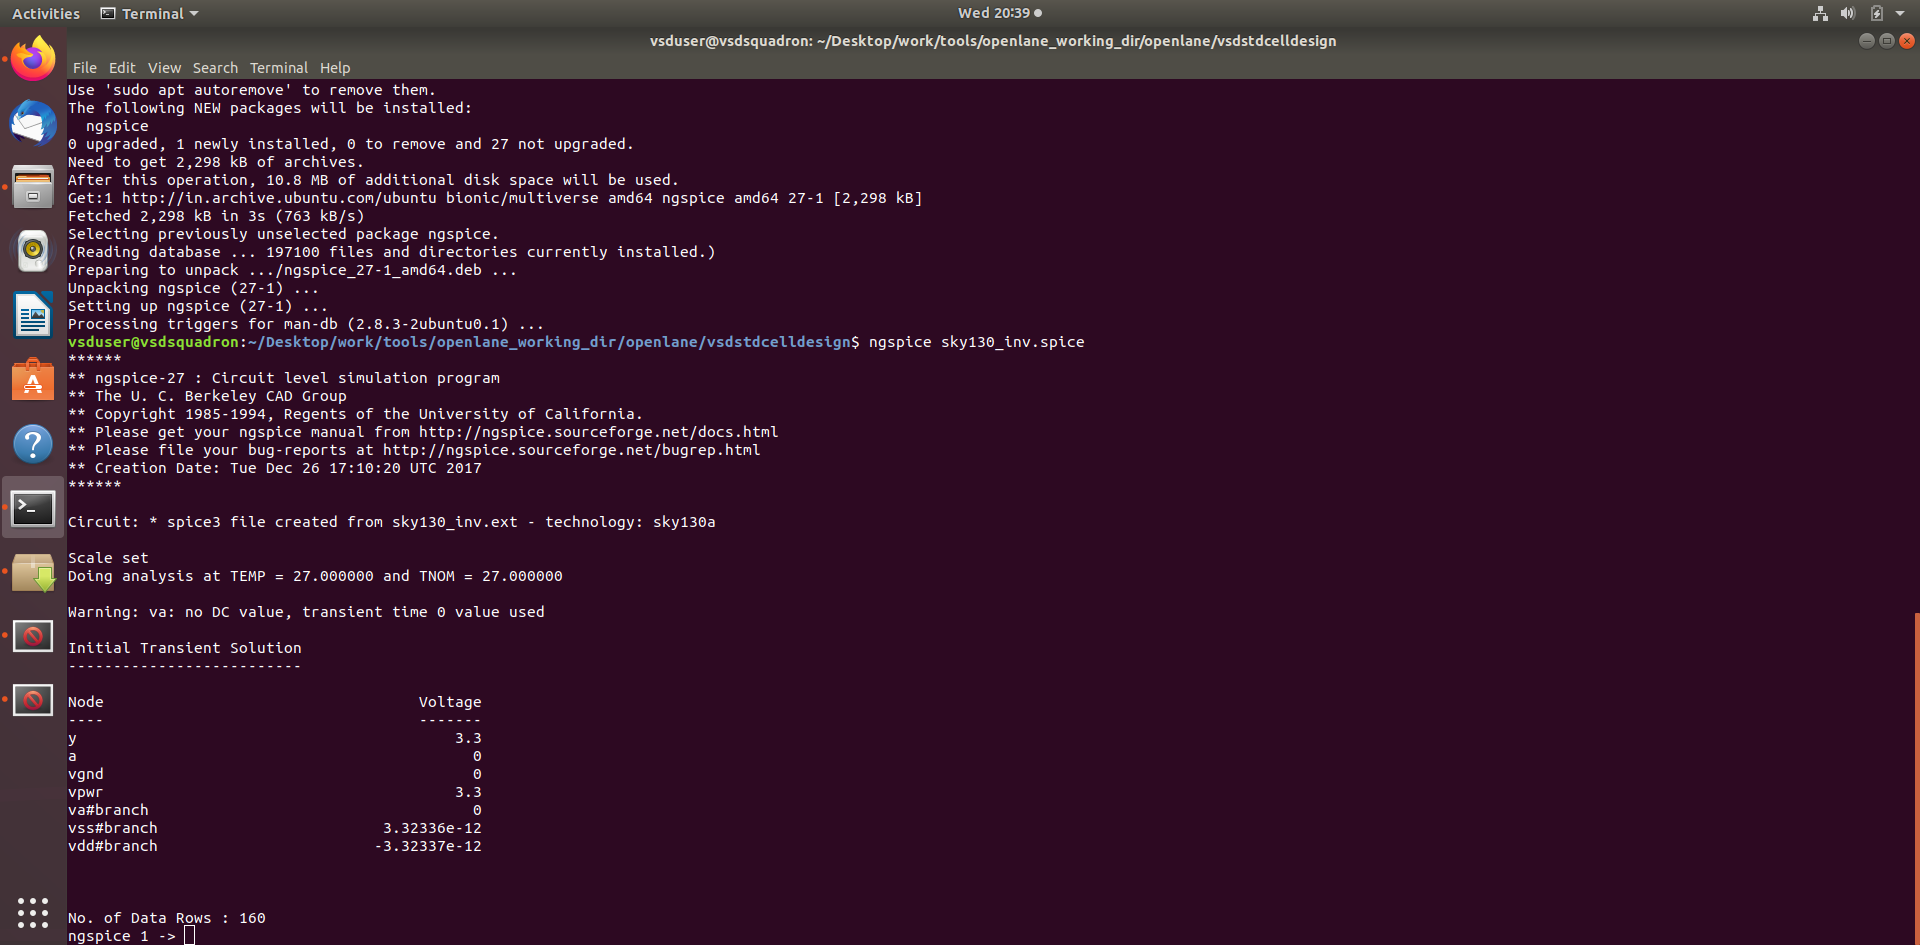 Activities Terminal Wed 20:39
vsduser@vsdsquadron: ~/Desktop/work/tools/openlane_working_dir/openlane/vsdstdcelldesign
File Edit View Search Terminal Help
Use 'sudo apt autoremove' to remove them.
The following NEW packages will be installed:
  ngspice
0 upgraded, 1 newly installed, 0 to remove and 27 not upgraded.
Need to get 2,298 kB of archives.
After this operation, 10.8 MB of additional disk space will be used.
Get:1 http://in.archive.ubuntu.com/ubuntu bionic/multiverse amd64 ngspice amd64 27-1 [2,298 kB]
Fetched 2,298 kB in 3s (763 kB/s)
Selecting previously unselected package ngspice.
(Reading database ... 197100 files and directories currently installed.)
Preparing to unpack .../ngspice_27-1_amd64.deb ...
Unpacking ngspice (27-1) ...
Setting up ngspice (27-1) ...
Processing triggers for man-db (2.8.3-2ubuntu0.1) ...
vsduser@vsdsquadron:~/Desktop/work/tools/openlane_working_dir/openlane/vsdstdcelldesign$ ngspice sky130_inv.spice
******
** ngspice-27 : Circuit level simulation program
** The U. C. Berkeley CAD Group
** Copyright 1985-1994, Regents of the University of California.
** Please get your ngspice manual from http://ngspice.sourceforge.net/docs.html
** Please file your bug-reports at http://ngspice.sourceforge.net/bugrep.html
** Creation Date: Tue Dec 26 17:10:20 UTC 2017
******
Circuit: * spice3 file created from sky130_inv.ext - technology: sky130a
Scale set
Doing analysis at TEMP = 27.000000 and TNOM = 27.000000
Warning: va: no DC value, transient time 0 value used
Initial Transient Solution
--------------------------
Node Voltage
---- -------
y 3.3
a 0
vgnd 0
vpwr 3.3
va#branch 0
vss#branch 3.32336e-12
vdd#branch -3.32337e-12
No. of Data Rows : 160
ngspice 1 ->